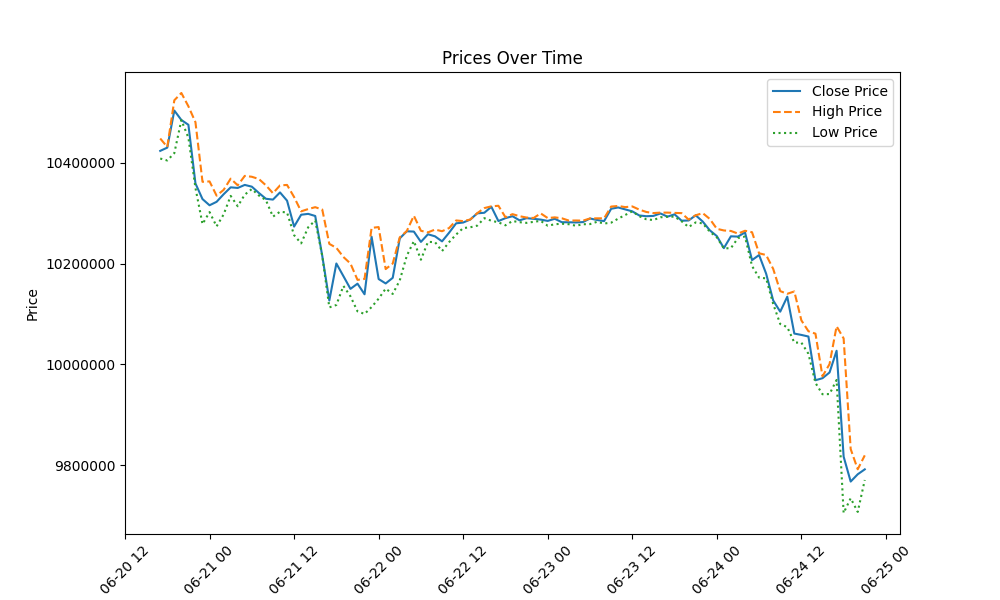 Prices Over Time
Close Price
High Price
Low Price
Price
10400000
10200000
10000000
9800000
06-20 12
06-21 00
06-21 12
06-22 00
06-22 12
06-23 00
06-23 12
06-24 00
06-24 12
06-25 00